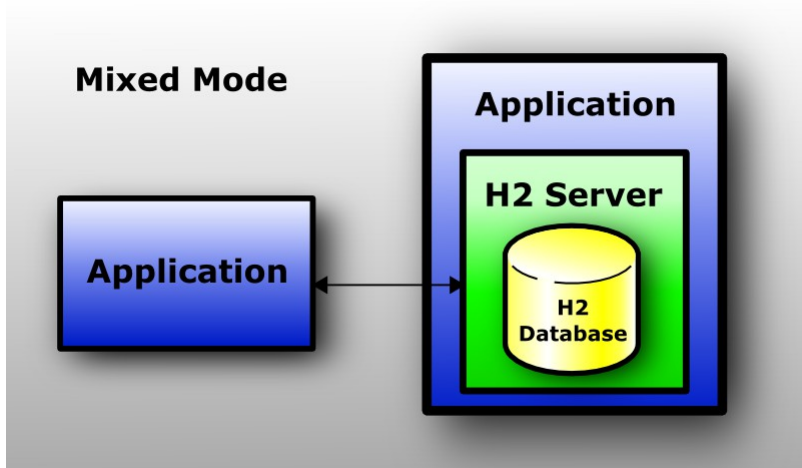 Mixed Mode
Application
Application
H2 Server
H2
Database